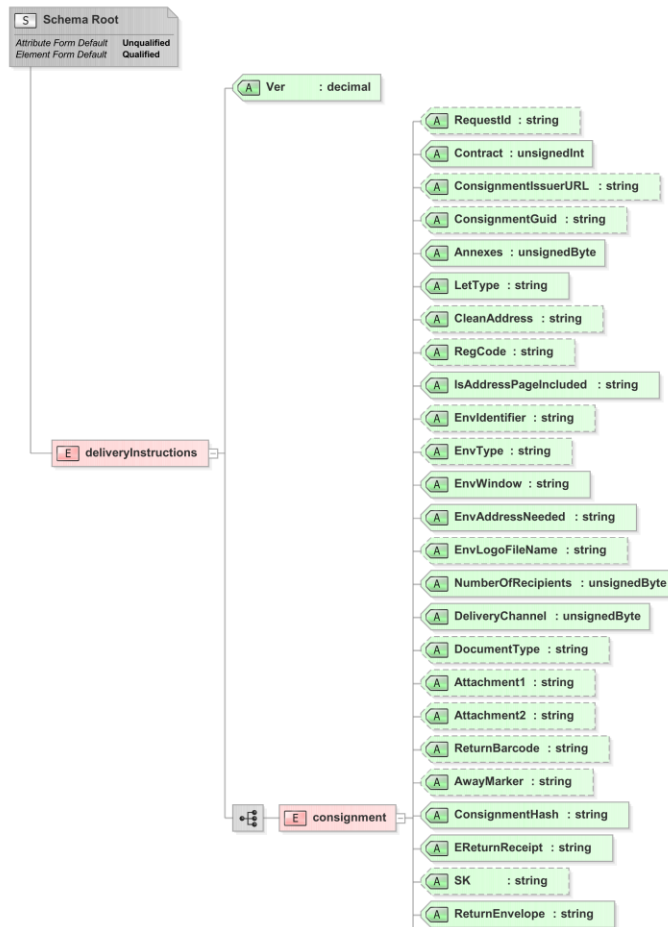 S Schema Root
Attribute Form Default Unqualified
Element Form Default Qualified
A Ver : decimal
A RequestId : string
A Contract : unsignedInt
A ConsignmentIssuerURL : string
A ConsignmentGuid : string
A Annexes : unsignedByte
A LetType : string
A CleanAddress : string
A RegCode : string
A IsAddressPageIncluded : string
A EnvIdentifier : string
E deliveryInstructions
A EnvType : string
A EnvWindow : string
A EnvAddressNeeded : string
A EnvLogoFileName : string
A NumberOfRecipients : unsignedByte
A DeliveryChannel : unsignedByte
A DocumentType : string
A Attachment1 : string
A Attachment2 : string
A ReturnBarcode : string
A AwayMarker : string
E consignment
A ConsignmentHash : string
A EReturnReceipt : string
A SK : string
A ReturnEnvelope : string